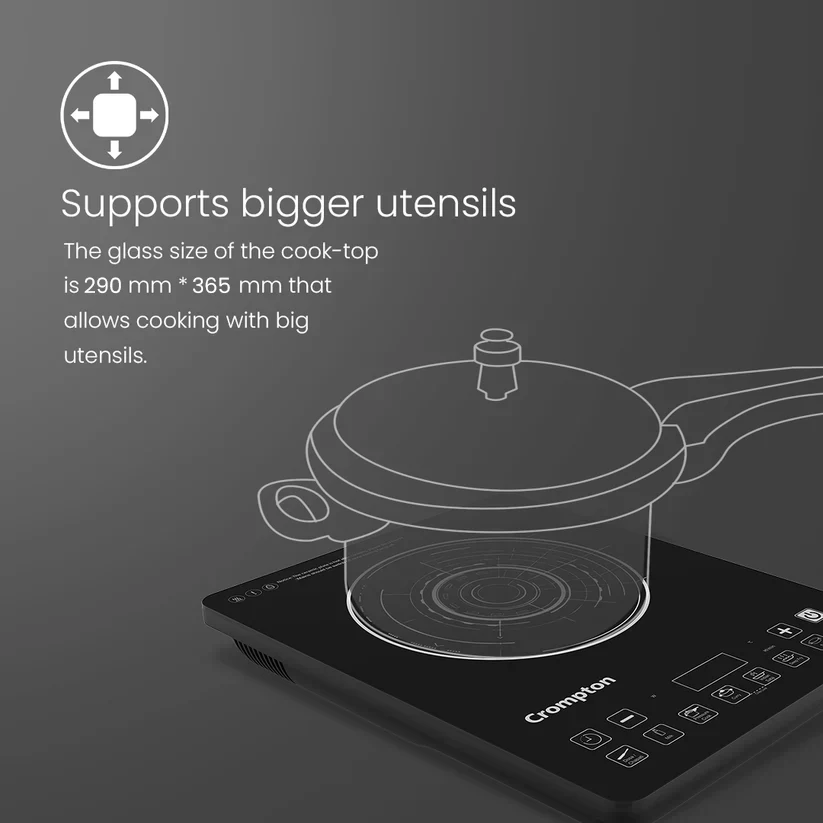 Supports bigger utensils
The glass size of the cook-top
is 290 mm * 365 mm that
allows cooking with big
utensils.
Crompton